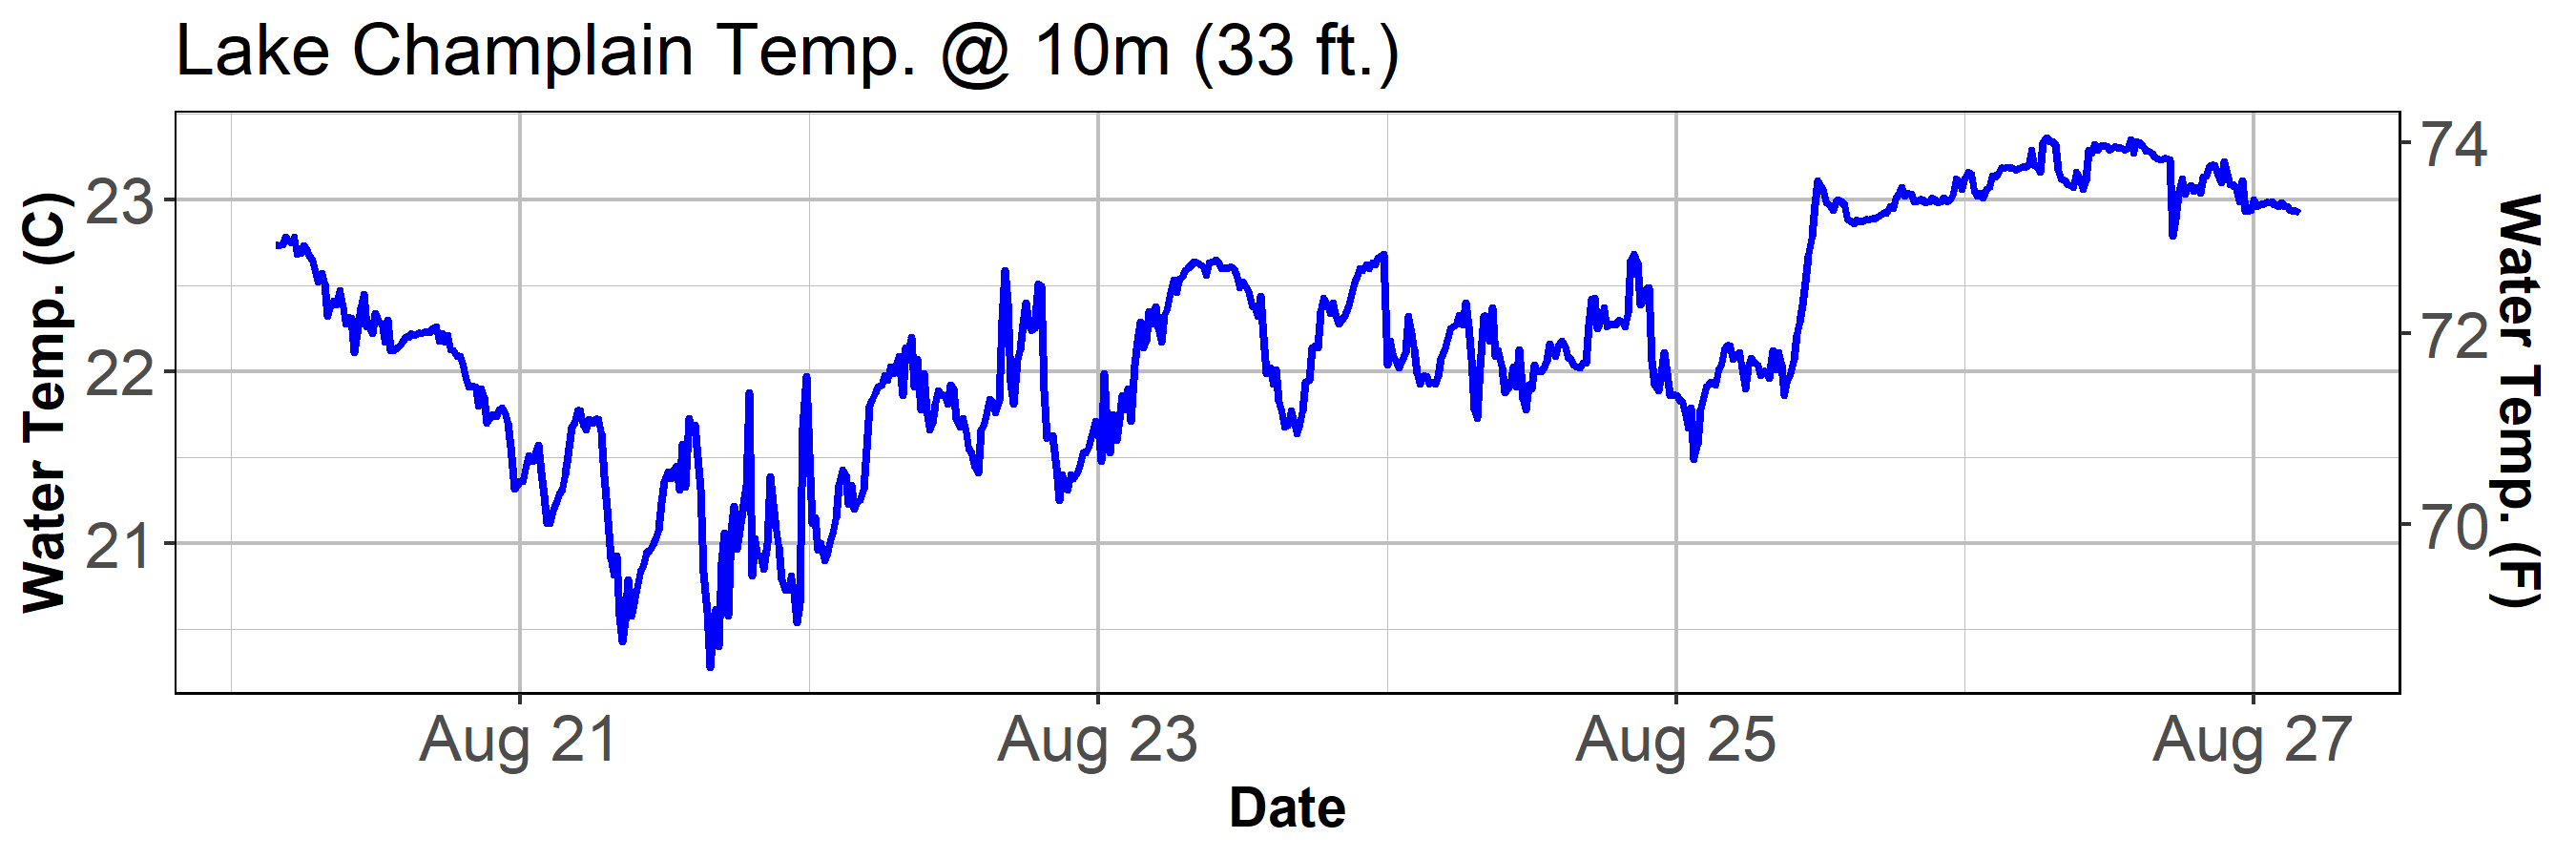 Lake Champlain Temp. @ 10m (33 ft.)
Water Temp. (C)
23
22
21
74
72
70
Water Temp. (F)
Aug 21
Aug 23
Aug 25
Aug 27
Date